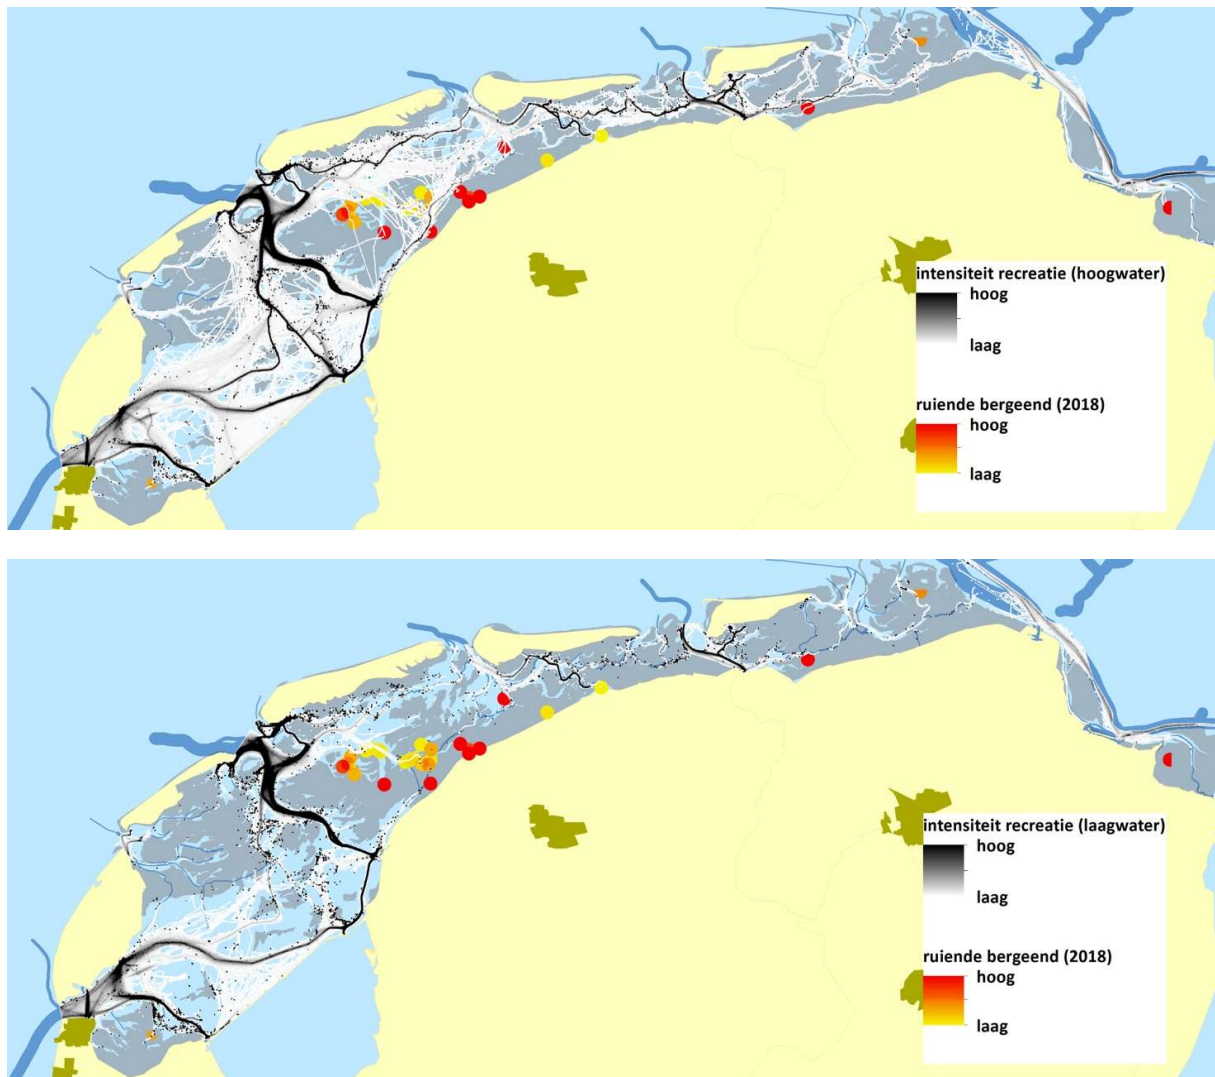 intensiteit recreatie (hoogwater)
hoog
laag
ruiende bergeend (2018)
hoog
laag
intensiteit recreatie (laagwater)
hoog
laag
ruiende bergeend (2018)
hoog
laag